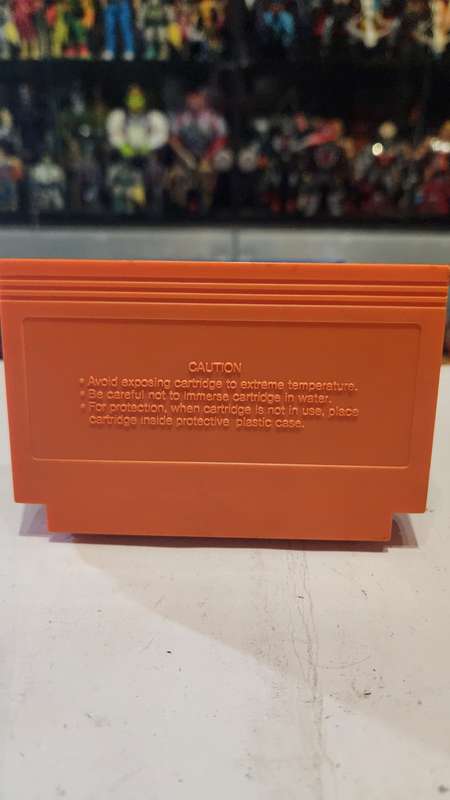 CAUTION
• Avoid exposing cartridge to extreme temperature.
• Be careful not to immerse cartridge in water.
• For protection, when cartridge is not in use, place
cartridge inside protective plastic case.